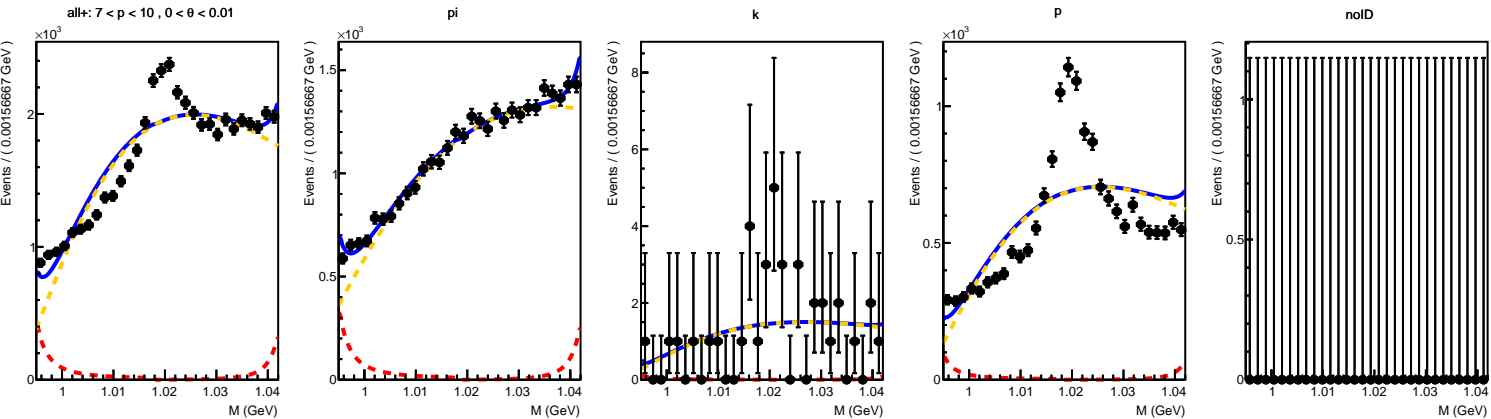 all+: 7 < p < 10 , 0 < θ < 0.01
×10³
Events / ( 0.00156667 GeV )
2
1
0
1 1.01 1.02 1.03 1.04
M (GeV)
pi
×10³
Events / ( 0.00156667 GeV )
1.5
1
0.5
0
1 1.01 1.02 1.03 1.04
M (GeV)
k
Events / ( 0.00156667 GeV )
8
6
4
2
0
1 1.01 1.02 1.03 1.04
M (GeV)
p
×10³
Events / ( 0.00156667 GeV )
1
0.5
0
1 1.01 1.02 1.03 1.04
M (GeV)
noID
Events / ( 0.00156667 GeV )
1
0.5
0
1 1.01 1.02 1.03 1.04
M (GeV)